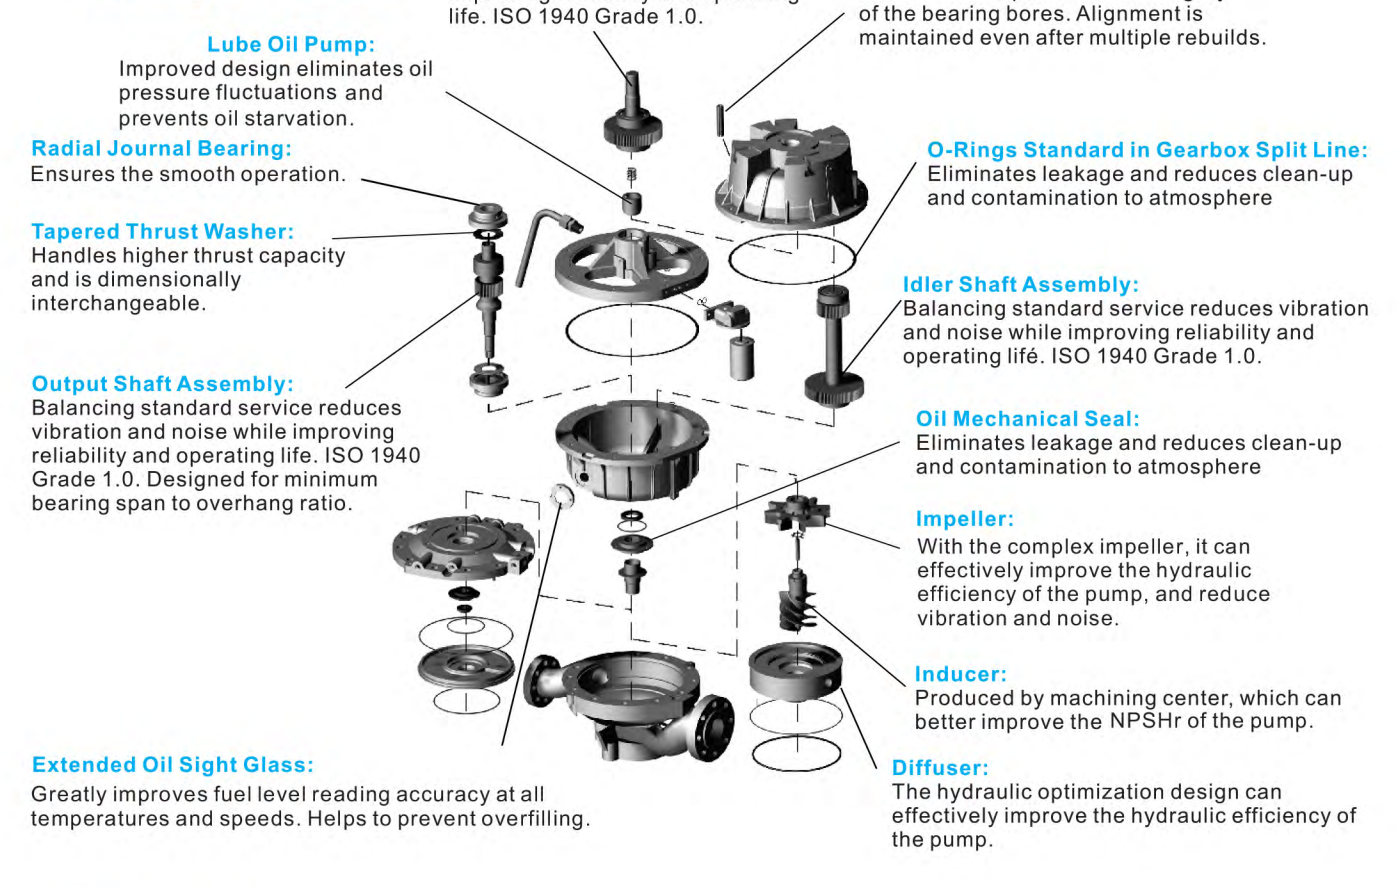 life. ISO 1940 Grade 1.0.
of the bearing bores. Alignment is
maintained even after multiple rebuilds.
Lube Oil Pump:
Improved design eliminates oil
pressure fluctuations and
prevents oil starvation.
Radial Journal Bearing:
Ensures the smooth operation.
Tapered Thrust Washer:
Handles higher thrust capacity
and is dimensionally
interchangeable.
Output Shaft Assembly:
Balancing standard service reduces
vibration and noise while improving
reliability and operating life. ISO 1940
Grade 1.0. Designed for minimum
bearing span to overhang ratio.
Extended Oil Sight Glass:
Greatly improves fuel level reading accuracy at all
temperatures and speeds. Helps to prevent overfilling.
O-Rings Standard in Gearbox Split Line:
Eliminates leakage and reduces clean-up
and contamination to atmosphere
Idler Shaft Assembly:
Balancing standard service reduces vibration
and noise while improving reliability and
operating lifé. ISO 1940 Grade 1.0.
Oil Mechanical Seal:
Eliminates leakage and reduces clean-up
and contamination to atmosphere
Impeller:
With the complex impeller, it can
effectively improve the hydraulic
efficiency of the pump, and reduce
vibration and noise.
Inducer:
Produced by machining center, which can
better improve the NPSHr of the pump.
Diffuser:
The hydraulic optimization design can
effectively improve the hydraulic efficiency of
the pump.